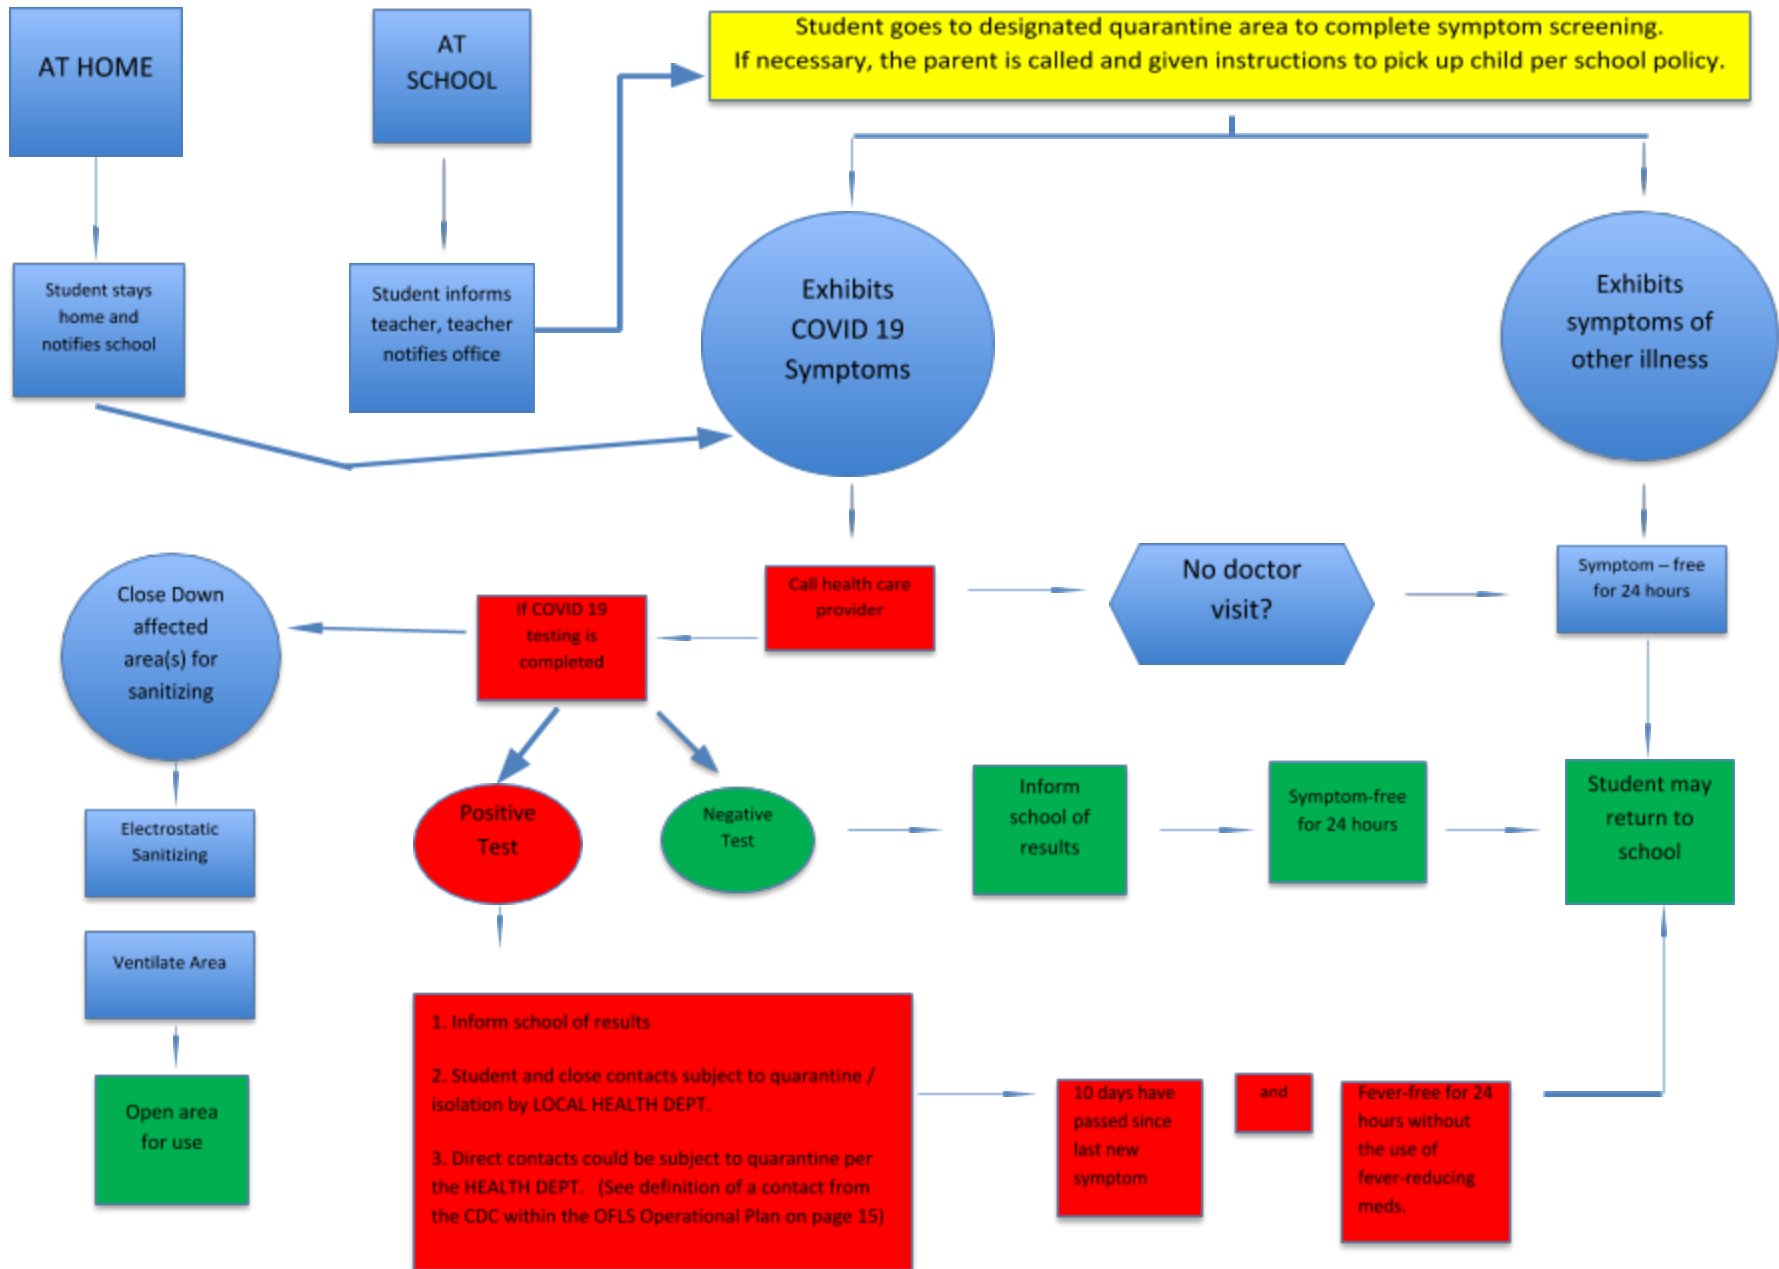 AT HOME
AT
SCHOOL
Student goes to designated quarantine area to complete symptom screening.
If necessary, the parent is called and given instructions to pick up child per school policy.
Student stays
home and
notifies school
Student informs
teacher, teacher
notifies office
Exhibits
COVID 19
Symptoms
Exhibits
symptoms of
other illness
Close Down
affected
area(s) for
sanitizing
If COVID 19
testing is
completed
Call health care
provider
No doctor
visit?
Symptom – free
for 24 hours
Electrostatic
Sanitizing
Positive
Test
Negative
Test
Inform
school of
results
Symptom-free
for 24 hours
Student may
return to
school
Ventilate Area
Open area
for use
1. Inform school of results
2. Student and close contacts subject to quarantine /
isolation by LOCAL HEALTH DEPT.
3. Direct contacts could be subject to quarantine per
the HEALTH DEPT. (See definition of a contact from
the CDC within the OFLS Operational Plan on page 15)
10 days have
passed since
last new
symptom
and
Fever-free for 24
hours without
the use of
fever-reducing
meds.